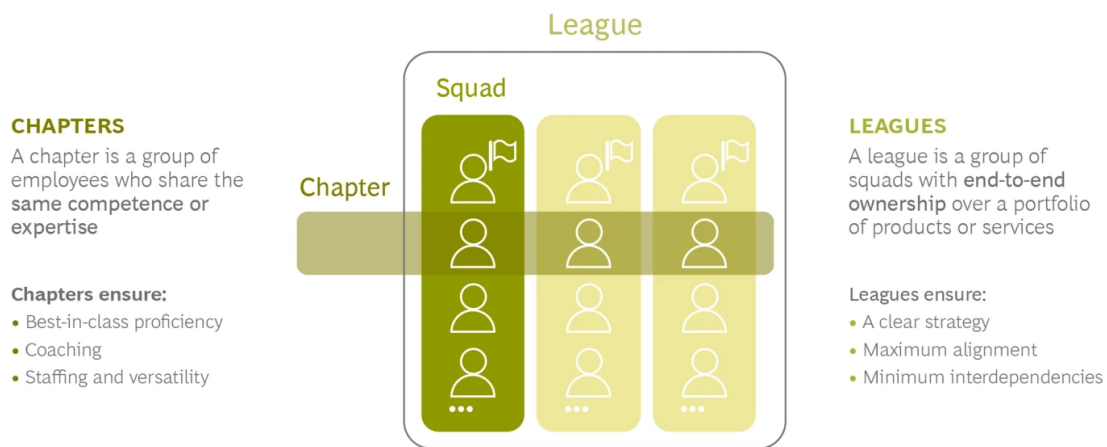 League
Squad
Chapter
CHAPTERS
A chapter is a group of
employees who share the
same competence or
expertise
Chapters ensure:
• Best-in-class proficiency
• Coaching
• Staffing and versatility
LEAGUES
A league is a group of
squads with end-to-end
ownership over a portfolio
of products or services
Leagues ensure:
• A clear strategy
• Maximum alignment
• Minimum interdependencies